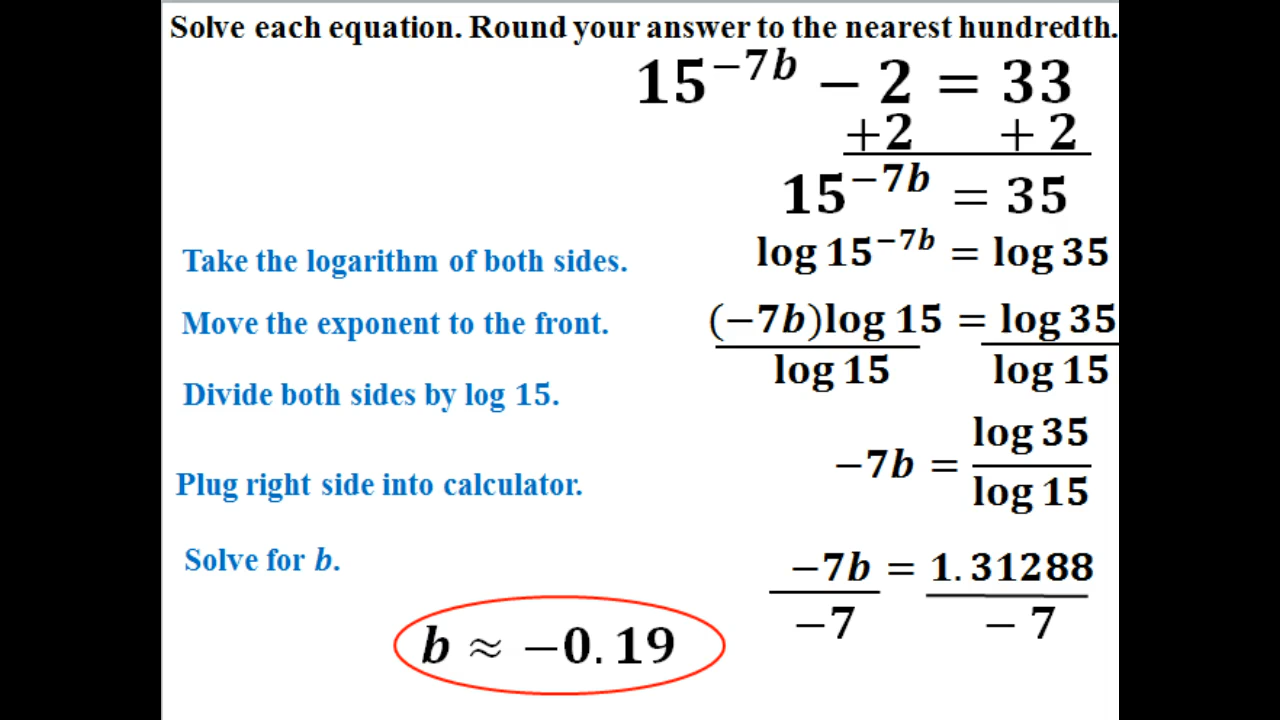 Solve each equation. Round your answer to the nearest hundredth.
15^{−7b} − 2 = 33
+2 + 2
15^{−7b} = 35
Take the logarithm of both sides.
log 15^{−7b} = log 35
Move the exponent to the front.
(−7b)log 15 = log 35
log 15 log 15
Divide both sides by log 15.
−7b = log 35
log 15
Plug right side into calculator.
Solve for b.
−7b = 1.31288
−7 − 7
b ≈ −0.19